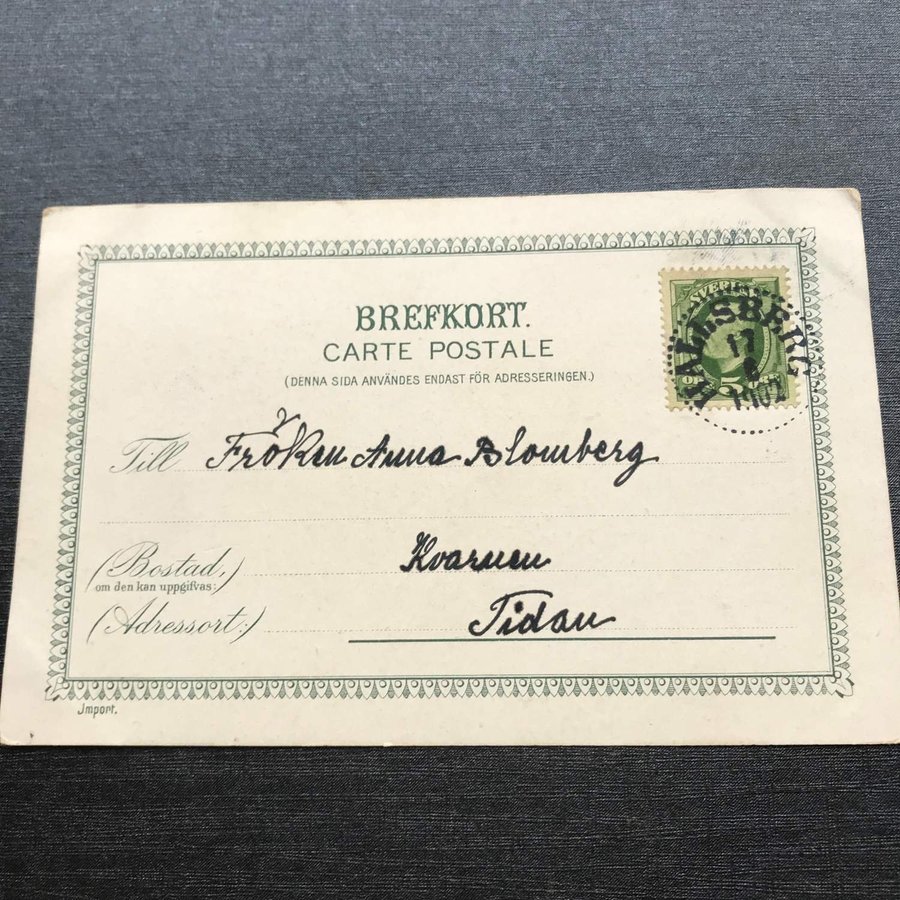 BREFKORT.
CARTE POSTALE
(DENNA SIDA ANVÄNDES ENDAST FÖR ADRESSERINGEN.)
SVERIGE
HALLSBERG
17
1902
5
Till Fröken Anna Blomberg
(Bostad,) Kvarnen
om den kan uppgifvas:
(Adressort:) Tidan
Import.